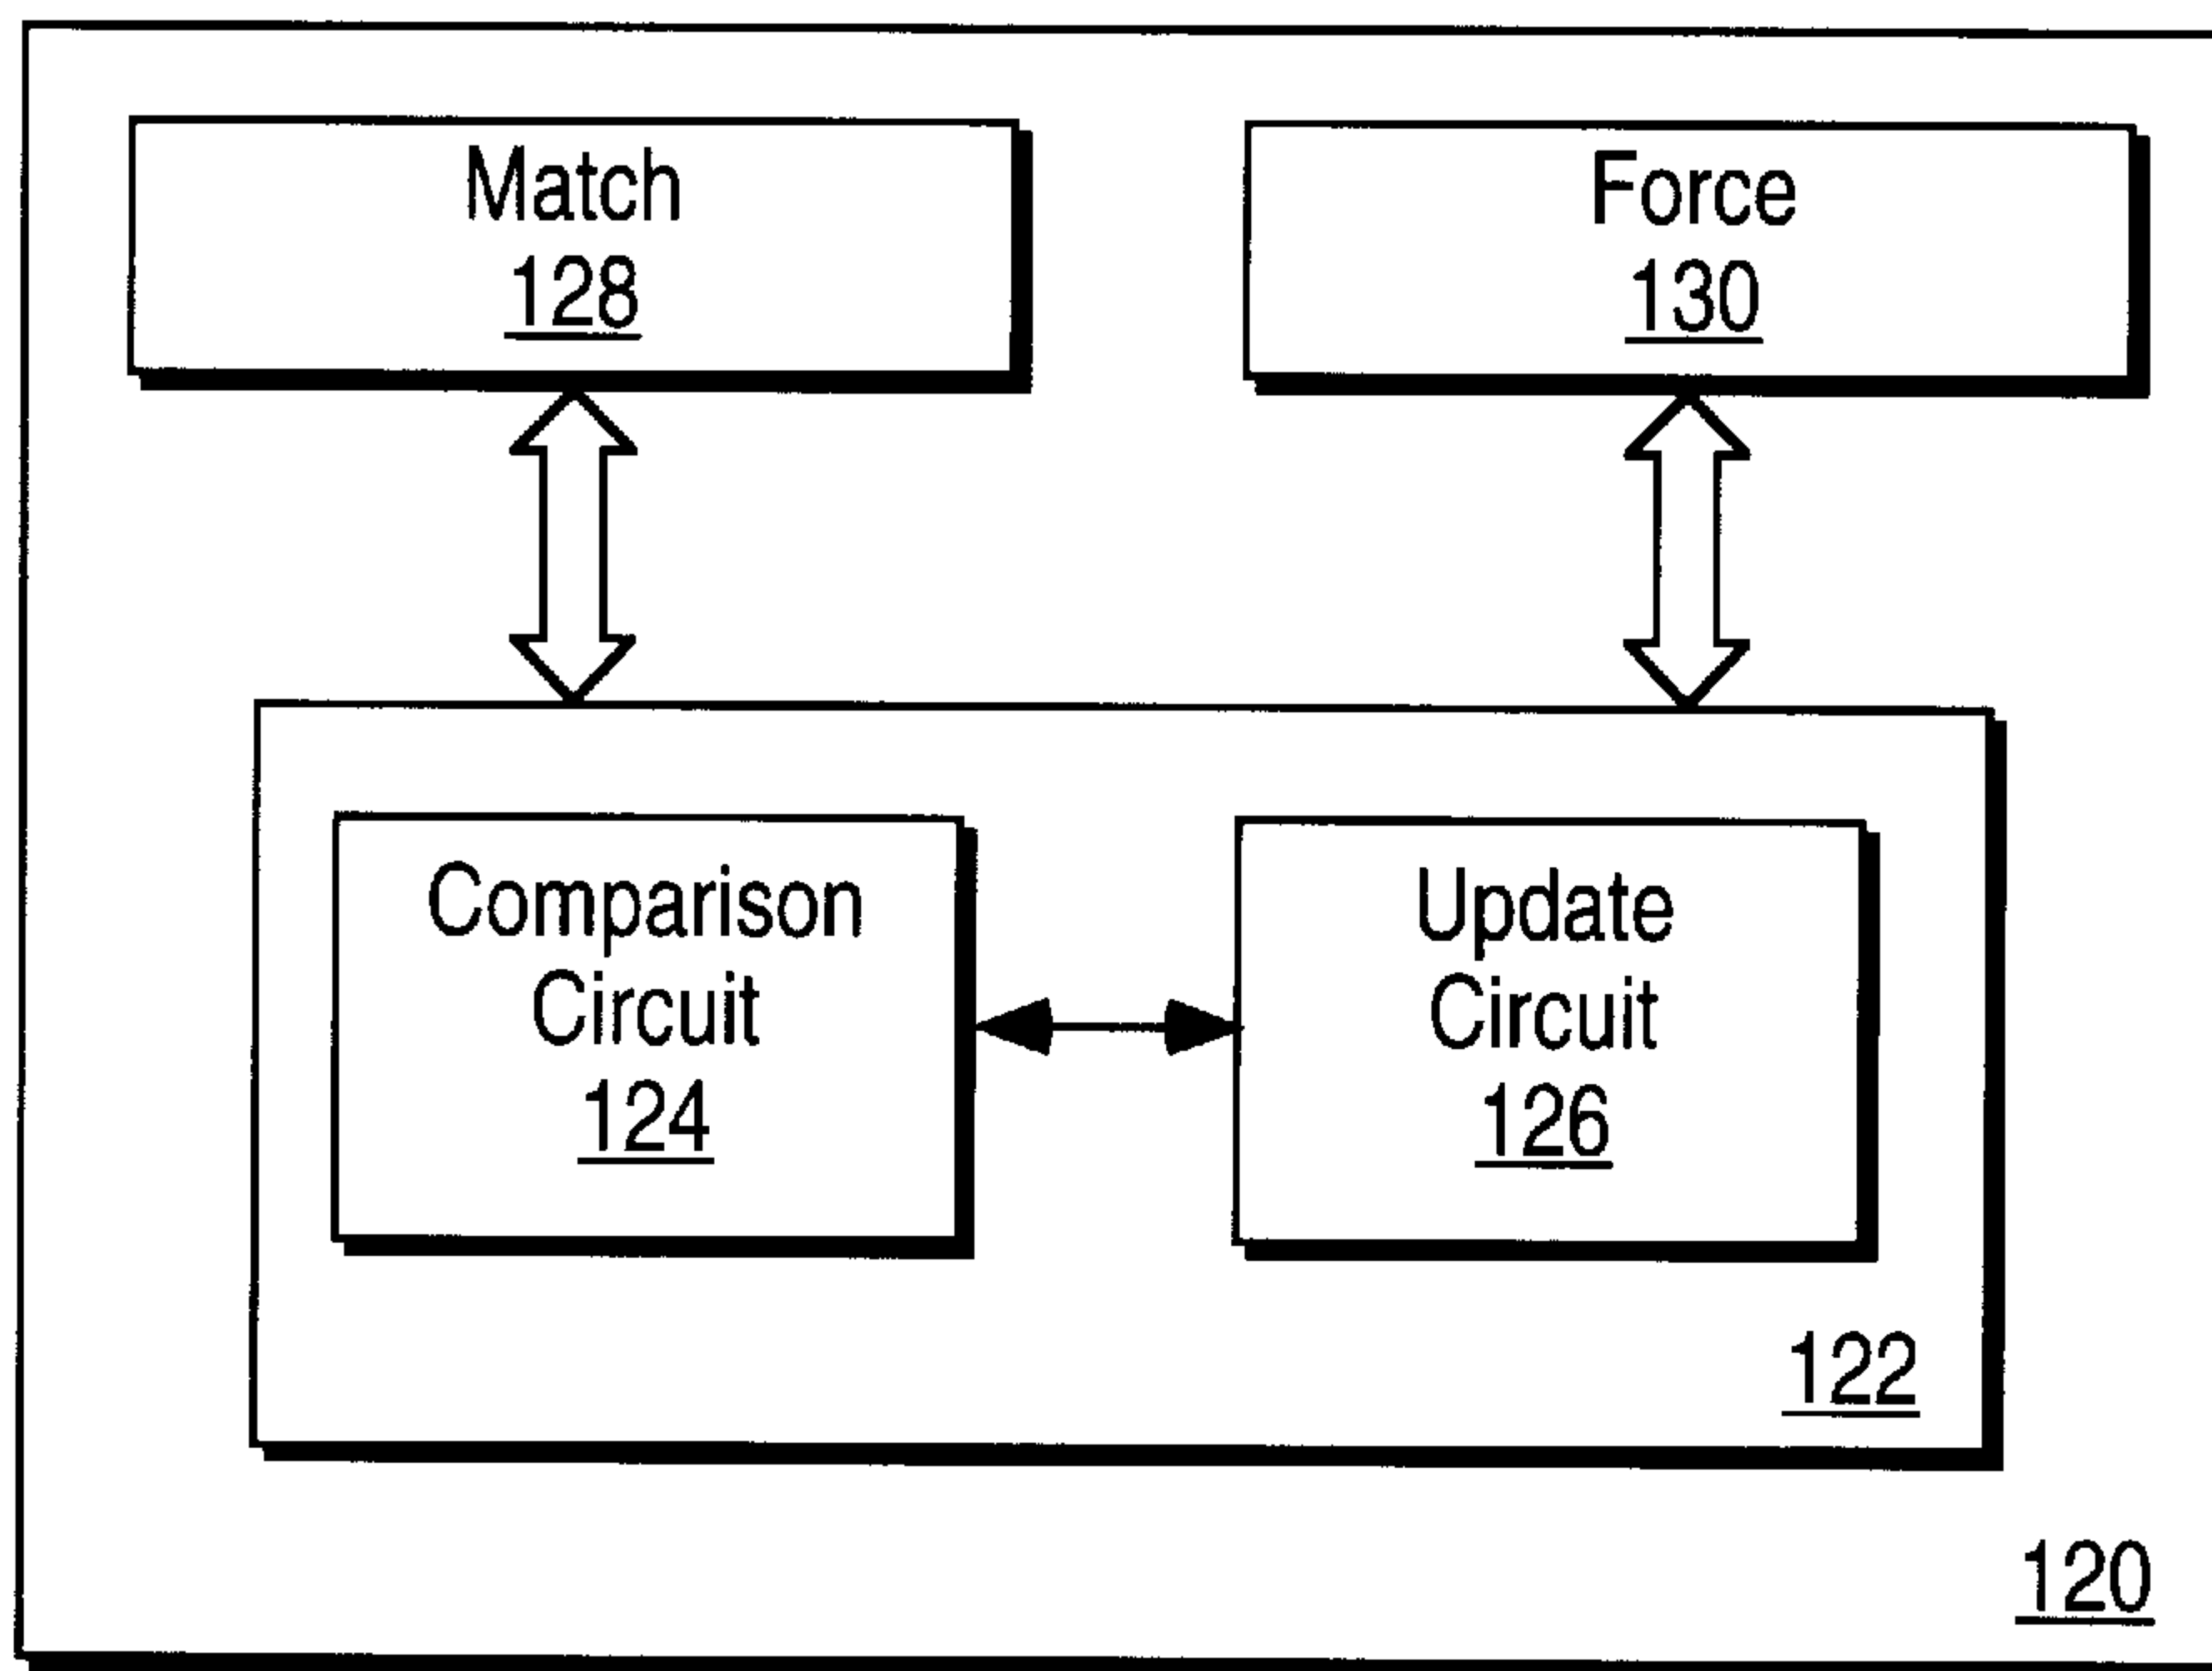 Match
128
Force
130
Comparison
Circuit
124
Update
Circuit
126
122
120